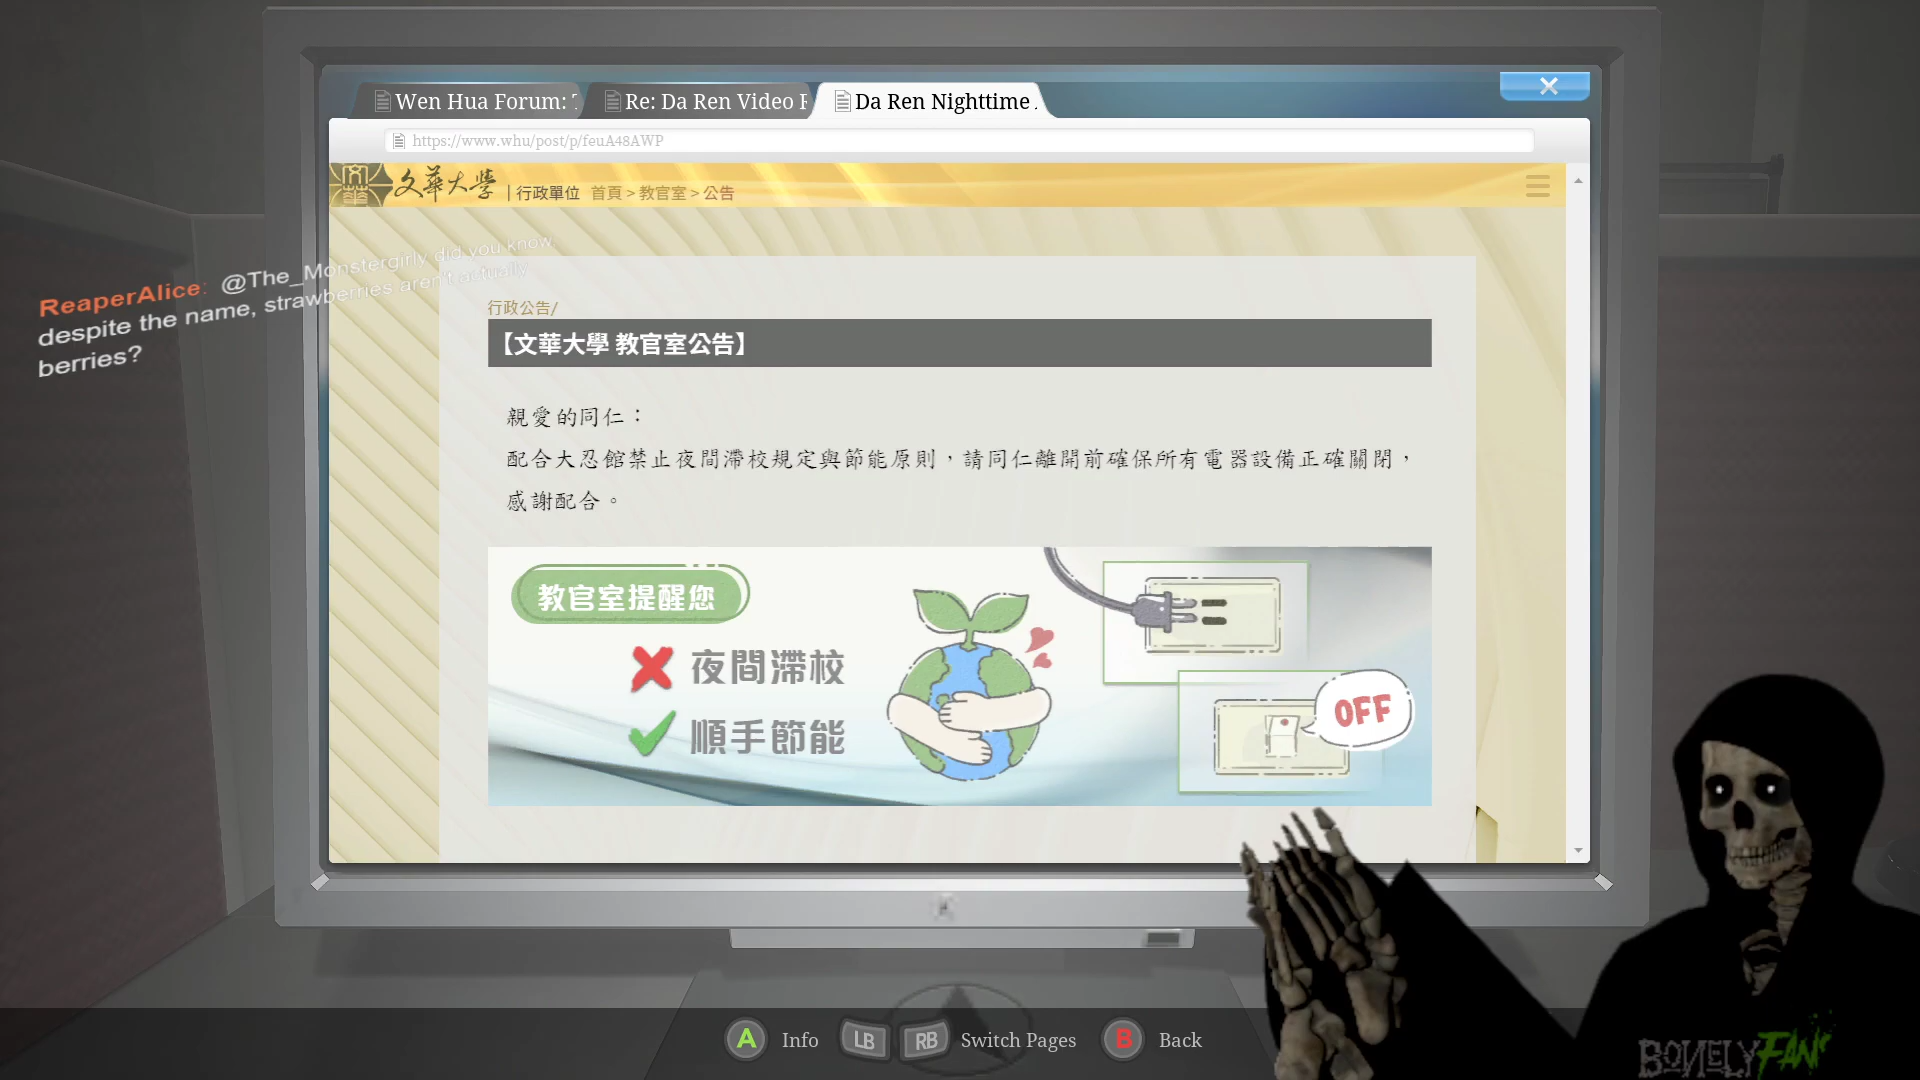 Wen Hua Forum:
Re: Da Ren Video
Da Ren Nighttime
https://www.whu/post/p/feuA48AWP
文華大學 | 行政單位 首頁 > 教官室 > 公告
ReaperAlice: @The_Monstergirly did you know,
despite the name, strawberries aren't actually
berries?
行政公告/
【文華大學 教官室公告】
親愛的同仁：
配合大忍館禁止夜間滯校規定與節能原則，請同仁離開前確保所有電器設備正確關閉，
感謝配合。
教官室提醒您
夜間滯校
順手節能
OFF
A Info LB RB Switch Pages B Back
BONELYFANS